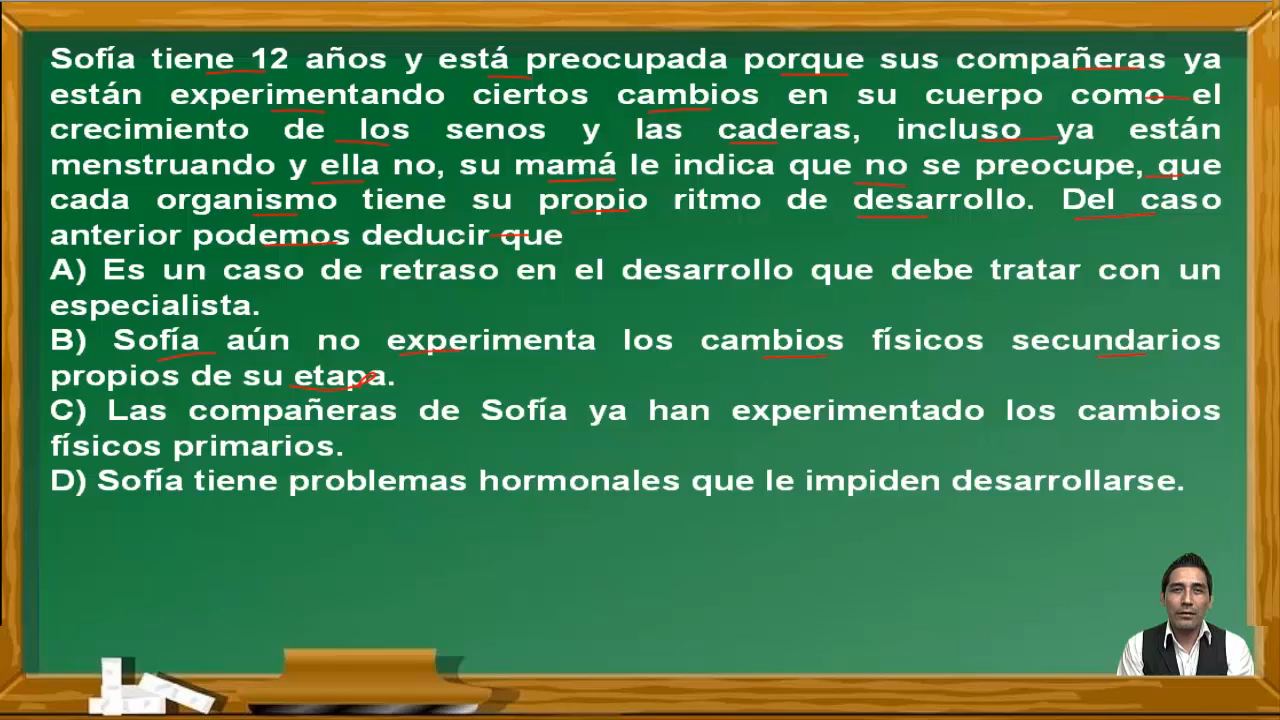 Sofía tiene 12 años y está preocupada porque sus compañeras ya
están experimentando ciertos cambios en su cuerpo como el
crecimiento de los senos y las caderas, incluso ya están
menstruando y ella no, su mamá le indica que no se preocupe, que
cada organismo tiene su propio ritmo de desarrollo. Del caso
anterior podemos deducir que
A) Es un caso de retraso en el desarrollo que debe tratar con un
especialista.
B) Sofía aún no experimenta los cambios físicos secundarios
propios de su etapa.
C) Las compañeras de Sofía ya han experimentado los cambios
físicos primarios.
D) Sofía tiene problemas hormonales que le impiden desarrollarse.